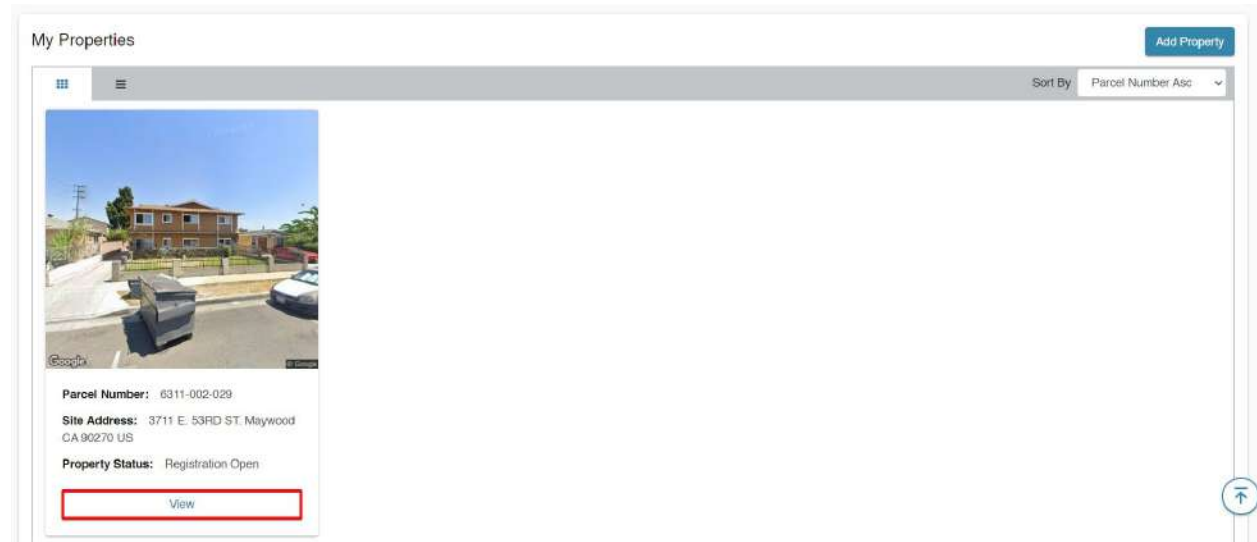 My Properties
Add Property
Sort By Parcel Number Asc
Google
© Google
Parcel Number: 6311-002-029
Site Address: 3711 E. 53RD ST. Maywood
CA 90270 US
Property Status: Registration Open
View